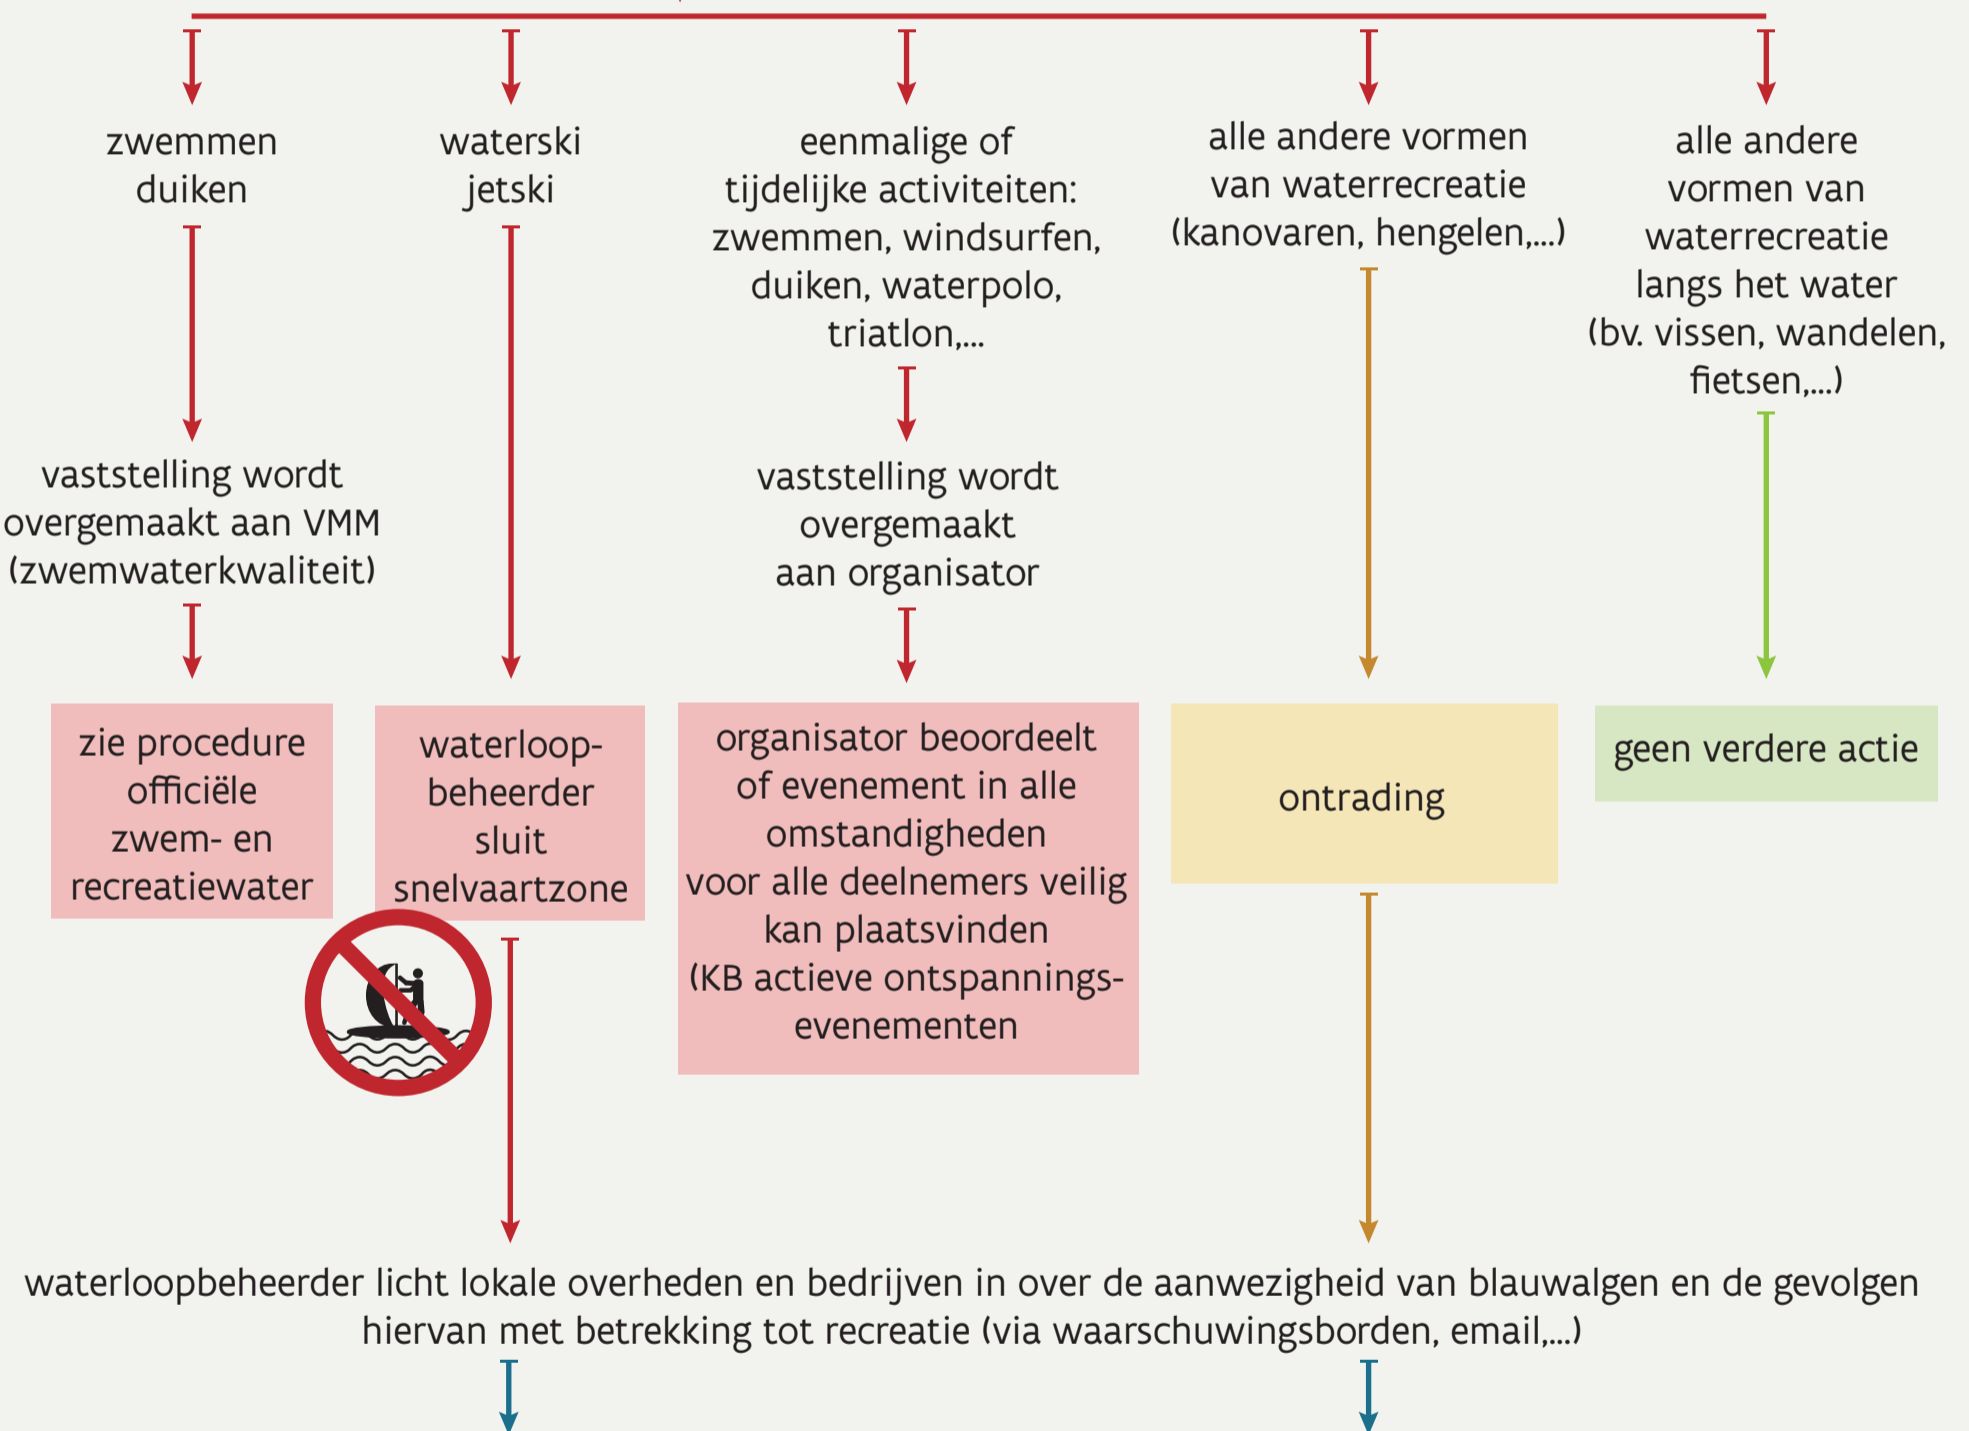 zwemmen
duiken
waterski
jetski
eenmalige of
tijdelijke activiteiten:
zwemmen, windsurfen,
duiken, waterpolo,
triatlon,...
alle andere vormen
van waterrecreatie
(kanovaren, hengelen,...)
alle andere
vormen van
waterrecreatie
langs het water
(bv. vissen, wandelen,
fietsen,...)
vaststelling wordt
overgemaakt aan VMM
(zwemwaterkwaliteit)
vaststelling wordt
overgemaakt
aan organisator
zie procedure
officiële
zwem- en
recreatiewater
waterloop-
beheerder
sluit
snelvaartzone
organisator beoordeelt
of evenement in alle
omstandigheden
voor alle deelnemers veilig
kan plaatsvinden
(KB actieve ontspannings-
evenementen
ontrading
geen verdere actie
waterloopbeheerder licht lokale overheden en bedrijven in over de aanwezigheid van blauwalgen en de gevolgen
hiervan met betrekking tot recreatie (via waarschuwingsborden, email,...)